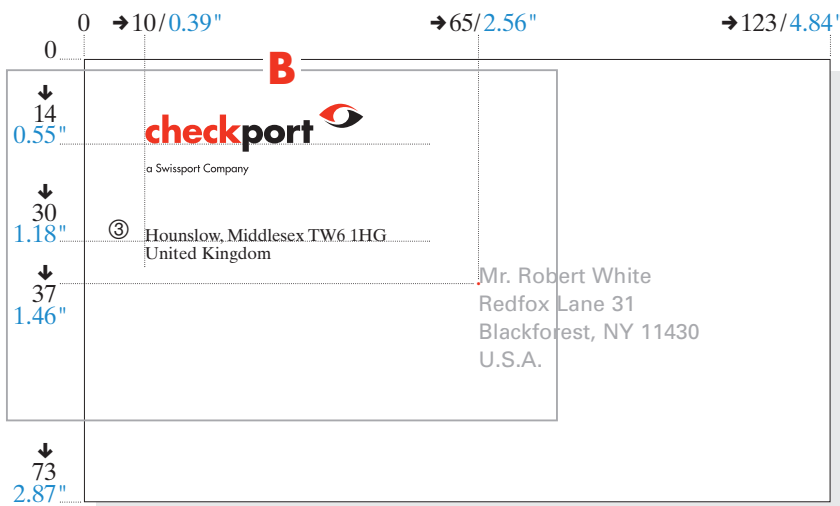 0 ➔10/0.39" ➔65/2.56" ➔123/4.84"
0
B
14
0.55"
checkport
a Swissport Company
30
1.18"
③ Hounslow, Middlesex TW6 1HG
United Kingdom
37
1.46"
Mr. Robert White
Redfox Lane 31
Blackforest, NY 11430
U.S.A.
73
2.87"